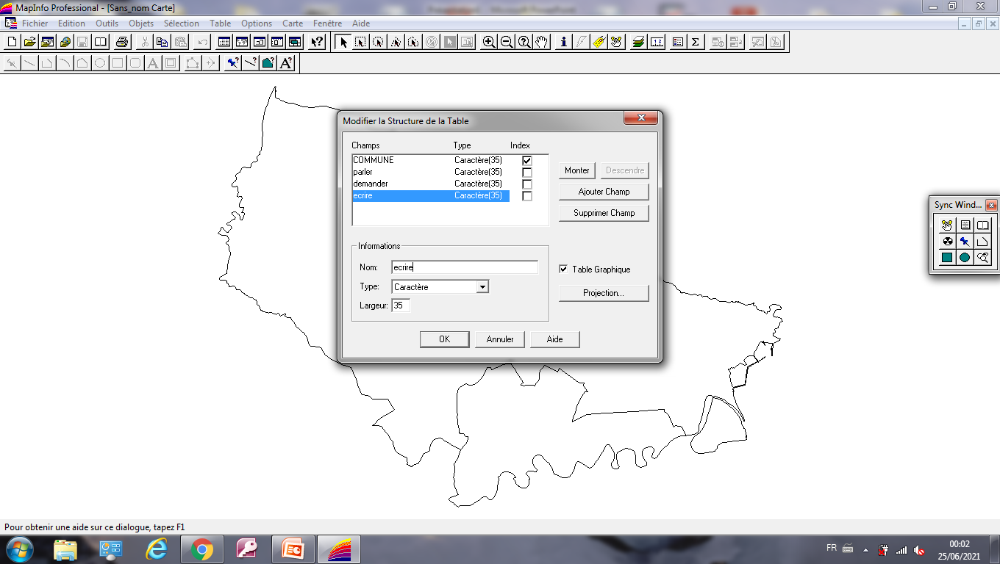 MapInfo Professional - [Sans_nom Carte]
Fichier Edition Outils Objets Sélection Table Options Carte Fenêtre Aide
Modifier la Structure de la Table
Champs Type Index
COMMUNE Caractère(35)
parler Caractère(35)
demander Caractère(35)
ecrire Caractère(35)
Monter Descendre
Ajouter Champ
Supprimer Champ
Informations
Nom: ecrire
Type: Caractère
Largeur: 35
Table Graphique
Projection...
OK Annuler Aide
Sync Wind...
Pour obtenir une aide sur ce dialogue, tapez F1
FR
00:02
25/06/2021